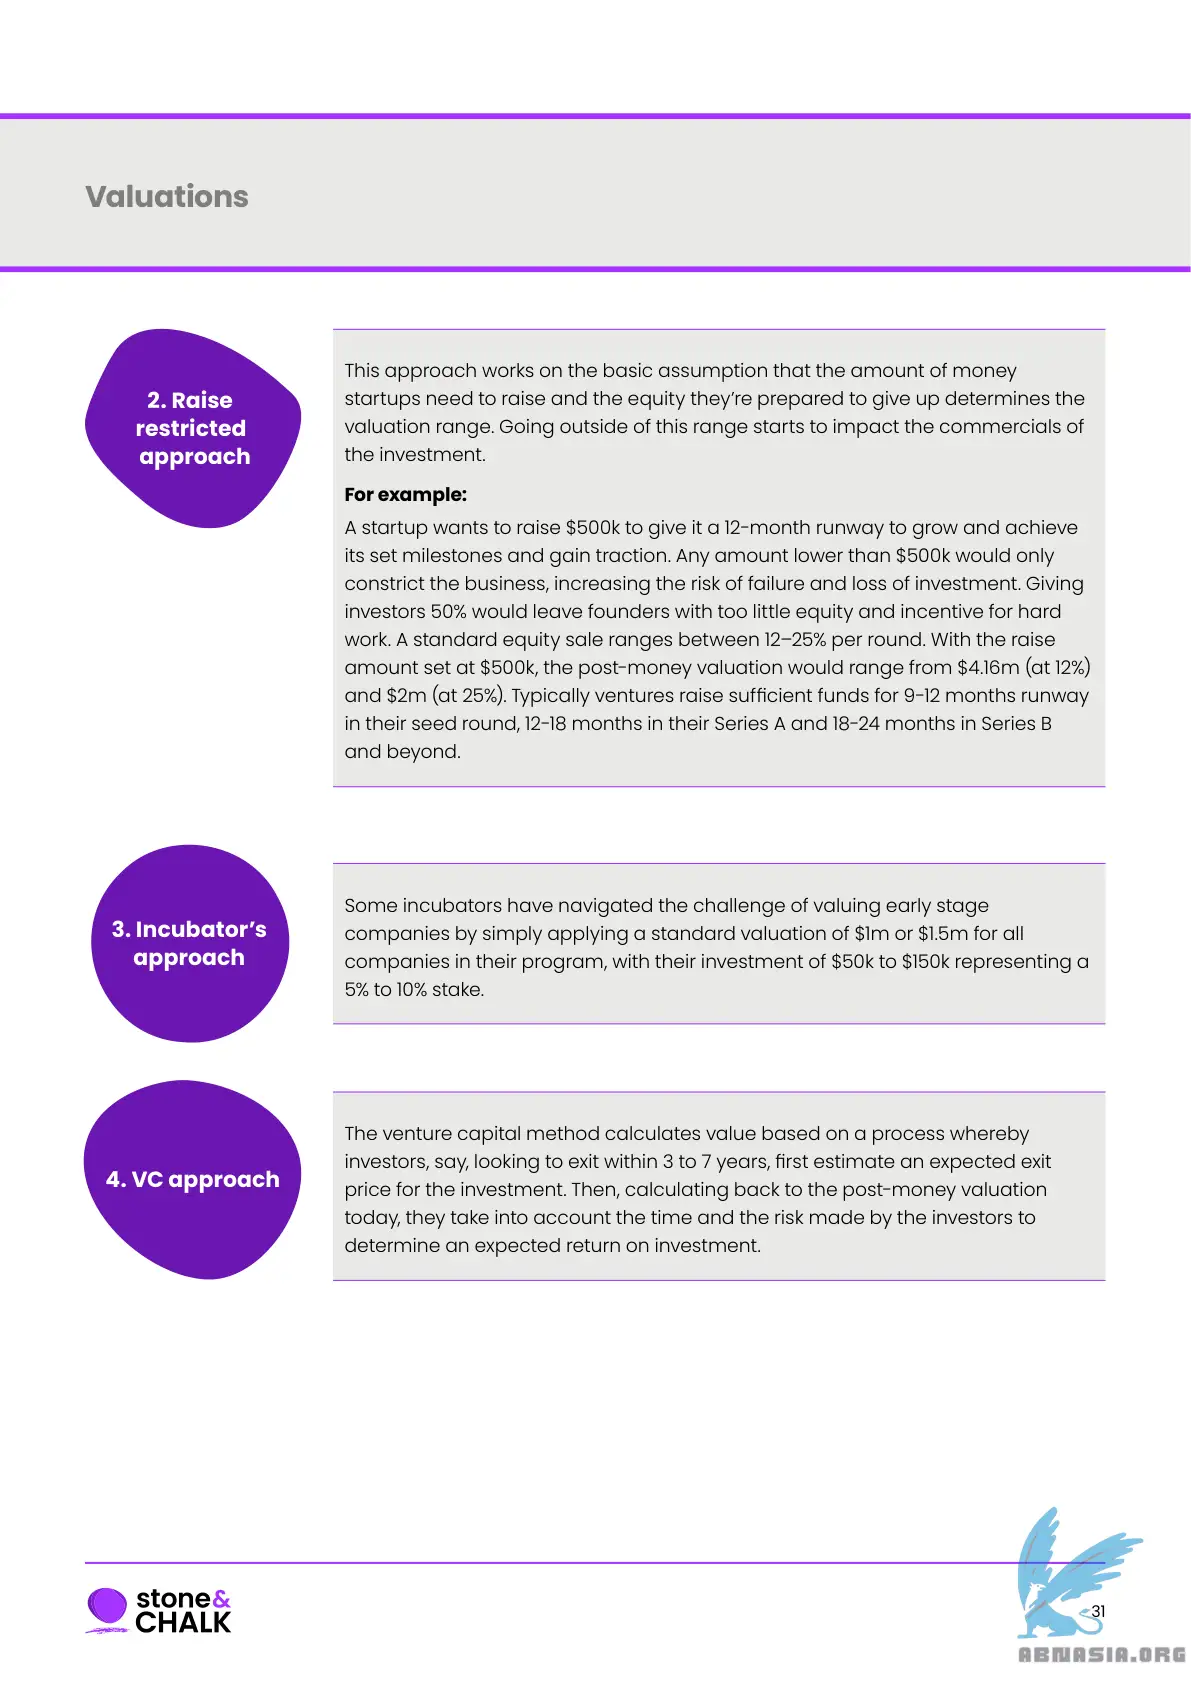 Valuations
2. Raise
restricted
approach
This approach works on the basic assumption that the amount of money
startups need to raise and the equity they're prepared to give up determines the
valuation range. Going outside of this range starts to impact the commercials of
the investment.
For example:
A startup wants to raise $500k to give it a 12-month runway to grow and achieve
its set milestones and gain traction. Any amount lower than $500k would only
constrict the business, increasing the risk of failure and loss of investment. Giving
investors 50% would leave founders with too little equity and incentive for hard
work. A standard equity sale ranges between 12–25% per round. With the raise
amount set at $500k, the post-money valuation would range from $4.16m (at 12%)
and $2m (at 25%). Typically ventures raise sufficient funds for 9-12 months runway
in their seed round, 12-18 months in their Series A and 18-24 months in Series B
and beyond.
3. Incubator's
approach
Some incubators have navigated the challenge of valuing early stage
companies by simply applying a standard valuation of $1m or $1.5m for all
companies in their program, with their investment of $50k to $150k representing a
5% to 10% stake.
4. VC approach
The venture capital method calculates value based on a process whereby
investors, say, looking to exit within 3 to 7 years, first estimate an expected exit
price for the investment. Then, calculating back to the post-money valuation
today, they take into account the time and the risk made by the investors to
determine an expected return on investment.
stone&
CHALK
31
ABNASIA.ORG